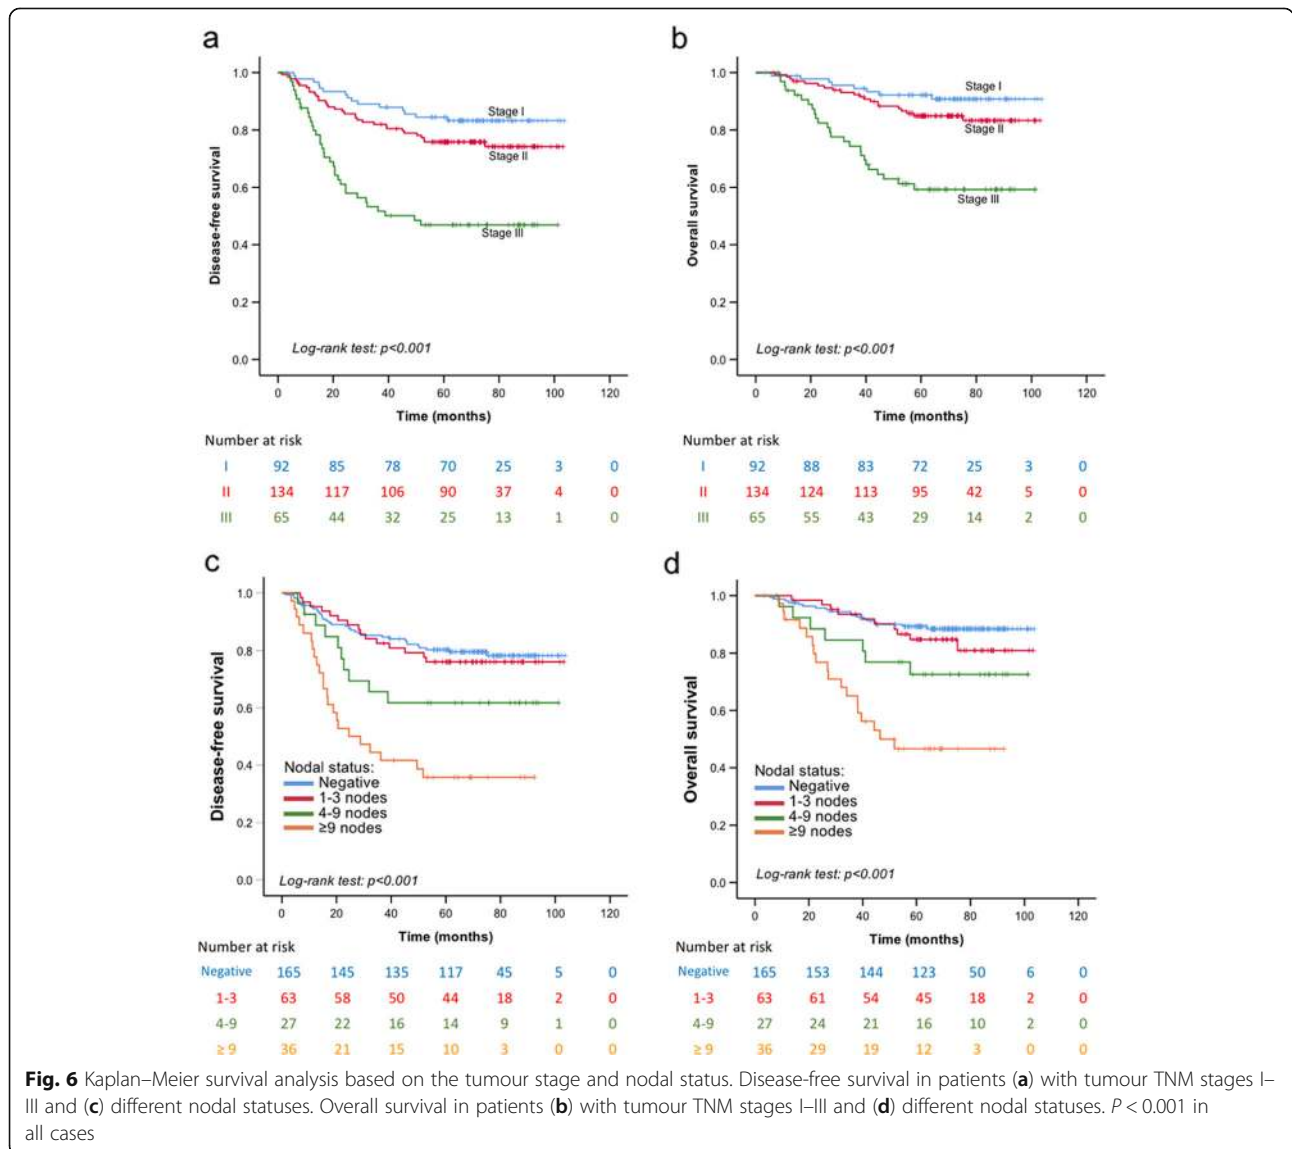 a
1.0
0.8
0.6
0.4
0.2
0.0
Disease-free survival
Stage I
Stage II
Stage III
Log-rank test: p<0.001
0 20 40 60 80 100 120
Time (months)
Number at risk
I 92 85 78 70 25 3 0
II 134 117 106 90 37 4 0
III 65 44 32 25 13 1 0
b
1.0
0.8
0.6
0.4
0.2
0.0
Overall survival
Stage I
Stage II
Stage III
Log-rank test: p<0.001
0 20 40 60 80 100 120
Time (months)
Number at risk
I 92 88 83 72 25 3 0
II 134 124 113 95 42 5 0
III 65 55 43 29 14 2 0
c
1.0
0.8
0.6
0.4
0.2
0.0
Disease-free survival
Nodal status:
Negative
1-3 nodes
4-9 nodes
≥9 nodes
Log-rank test: p<0.001
0 20 40 60 80 100 120
Time (months)
Number at risk
Negative 165 145 135 117 45 5 0
1-3 63 58 50 44 18 2 0
4-9 27 22 16 14 9 1 0
≥ 9 36 21 15 10 3 0 0
d
1.0
0.8
0.6
0.4
0.2
0.0
Overall survival
Nodal status:
Negative
1-3 nodes
4-9 nodes
≥9 nodes
Log-rank test: p<0.001
0 20 40 60 80 100 120
Time (months)
Number at risk
Negative 165 153 144 123 50 6 0
1-3 63 61 54 45 18 2 0
4-9 27 24 21 16 10 2 0
≥ 9 36 29 19 12 3 0 0
Fig. 6 Kaplan–Meier survival analysis based on the tumour stage and nodal status. Disease-free survival in patients (a) with tumour TNM stages I–
III and (c) different nodal statuses. Overall survival in patients (b) with tumour TNM stages I–III and (d) different nodal statuses. P < 0.001 in
all cases